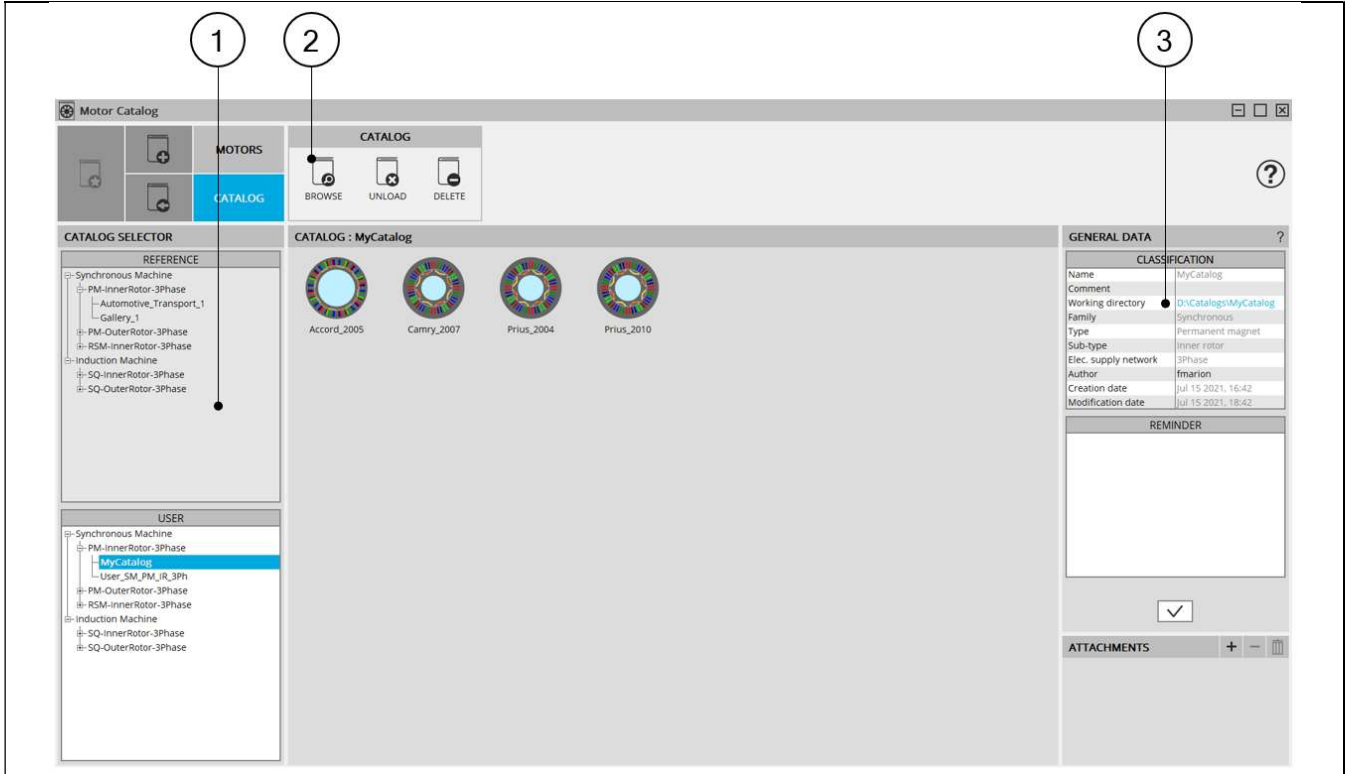 1
2
3
Motor Catalog
MOTORS
CATALOG
CATALOG
BROWSE
UNLOAD
DELETE
?
CATALOG SELECTOR
REFERENCE
Synchronous Machine
PM-InnerRotor-3Phase
Automotive_Transport_1
Gallery_1
PM-OuterRotor-3Phase
RSM-InnerRotor-3Phase
Induction Machine
SQ-InnerRotor-3Phase
SQ-OuterRotor-3Phase
USER
Synchronous Machine
PM-InnerRotor-3Phase
MyCatalog
User_SM_PM_IR_3Ph
PM-OuterRotor-3Phase
RSM-InnerRotor-3Phase
Induction Machine
SQ-InnerRotor-3Phase
SQ-OuterRotor-3Phase
CATALOG : MyCatalog
Accord_2005
Camry_2007
Prius_2004
Prius_2010
GENERAL DATA ?
CLASSIFICATION
Name MyCatalog
Comment
Working directory D:\Catalogs\MyCatalog
Family Synchronous
Type Permanent magnet
Sub-type Inner rotor
Elec. supply network 3Phase
Author fmarion
Creation date Jul 15 2021, 16:42
Modification date Jul 15 2021, 18:42
REMINDER
ATTACHMENTS